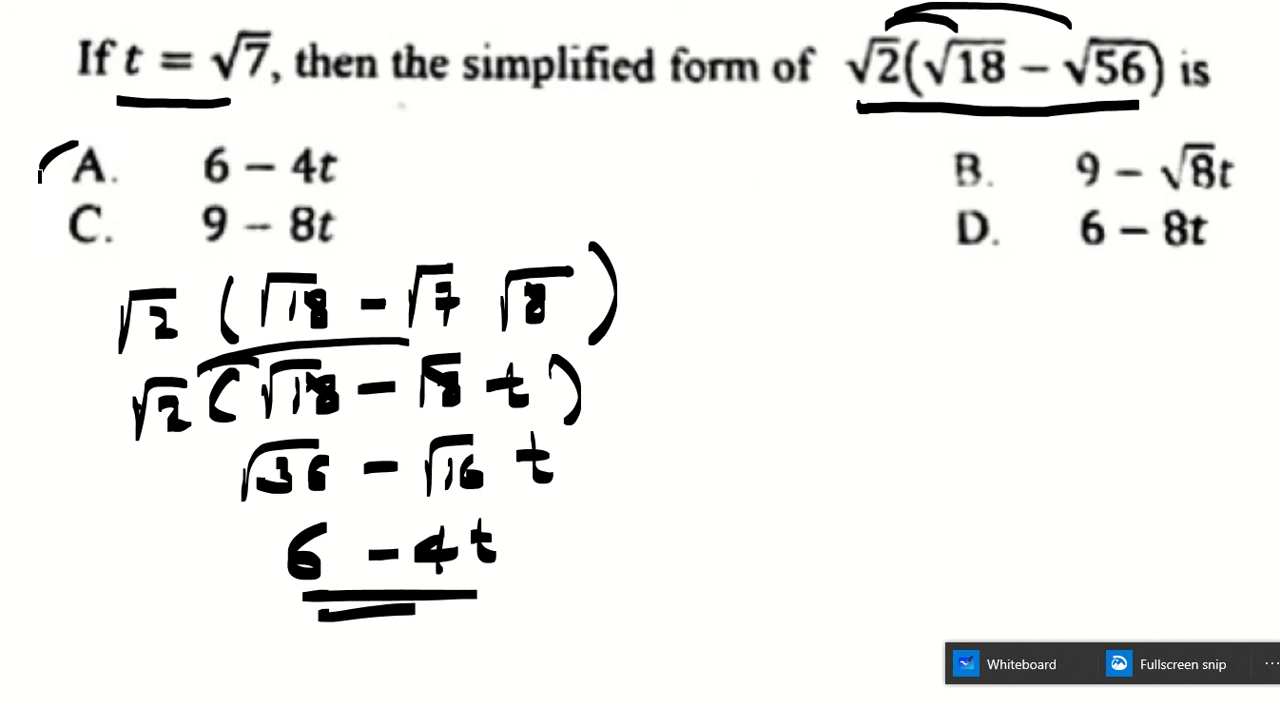 If t = √7, then the simplified form of √2(√18 − √56) is
A. 6 − 4t B. 9 − √8t
C. 9 − 8t D. 6 − 8t
√2 (√18 − √7 √8)
√2 (√18 − √8 t)
√36 − √16 t
6 − 4t
Whiteboard Fullscreen snip ...